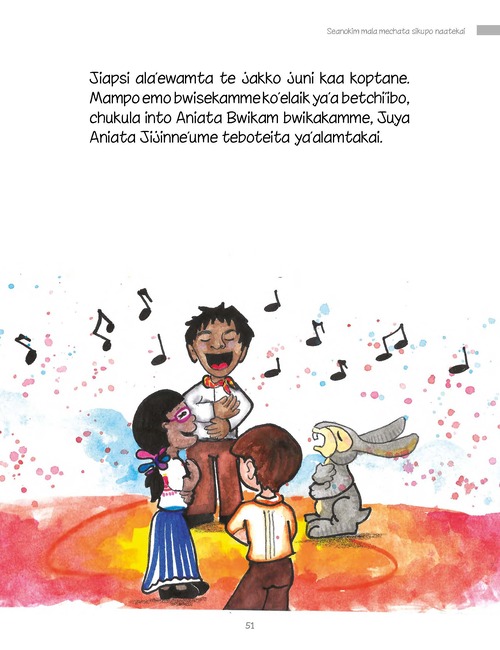 Seanokim mala mechata sikupo naatekai
Jiapsi ala'ewamta te jakko juni kaa koptane.
Mampo emo bwisekamme ko'elaik ya'a betchi'ibo,
chukula into Aniata Bwikam bwikakamme, Juya
Aniata Jijinne'ume teboteita ya'alamtakai.
51